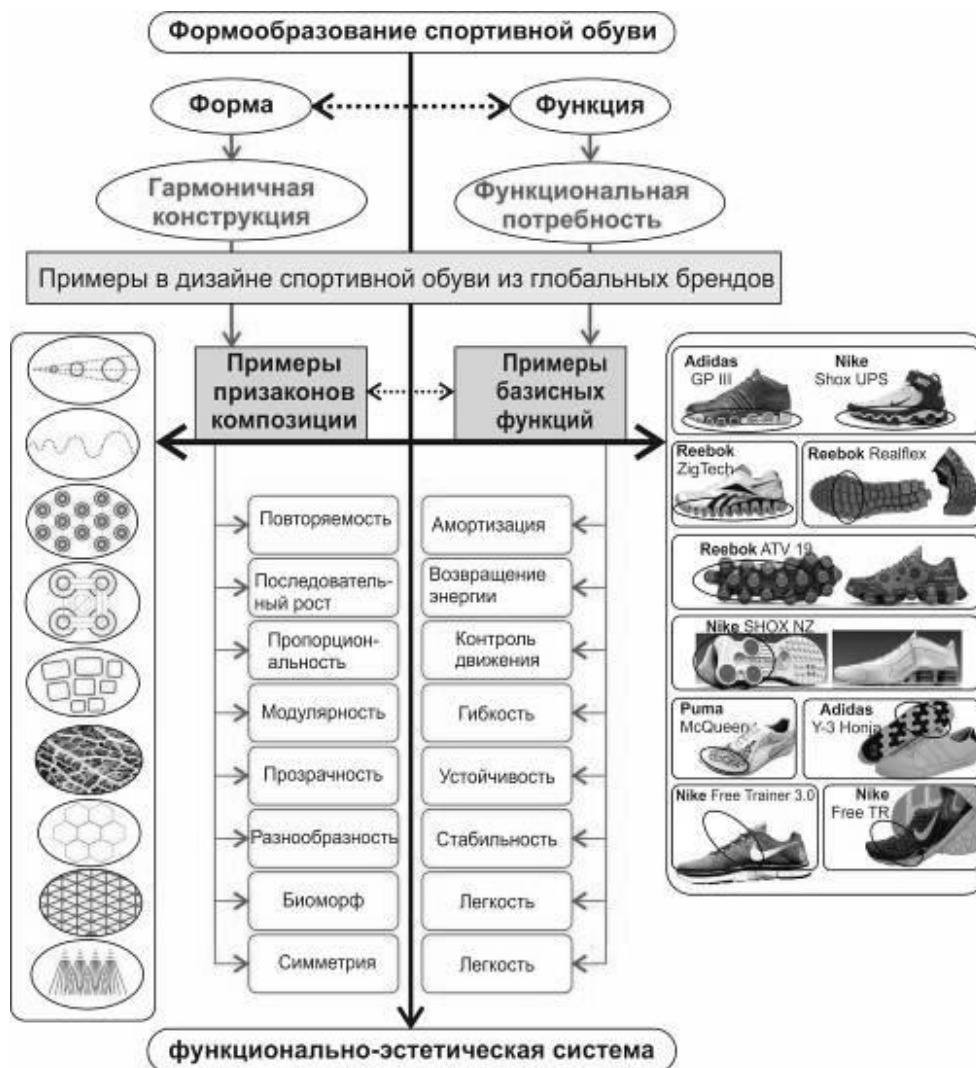 Формообразование спортивной обуви
Форма
Функция
Гармоничная
конструкция
Функциональная
потребность
Примеры в дизайне спортивной обуви из глобальных брендов
Примеры
призаконов
композиции
Примеры
базисных
функций
Повторяемость
Последователь-
ный рост
Пропорцион-
альность
Модулярность
Прозрачность
Разнообразность
Биоморф
Симметрия
Амортизация
Возвращение
энергии
Контроль
движения
Гибкость
Устойчивость
Стабильность
Легкость
Легкость
Adidas
GP III
Nike
Shox UPS
Reebok
ZigTech
Reebok Realflex
Reebok ATV 19
Nike SHOX NZ
Puma
McQueen
Adidas
Y-3 Honja
Nike Free Trainer 3.0
Nike
Free TR
функционально-эстетическая система